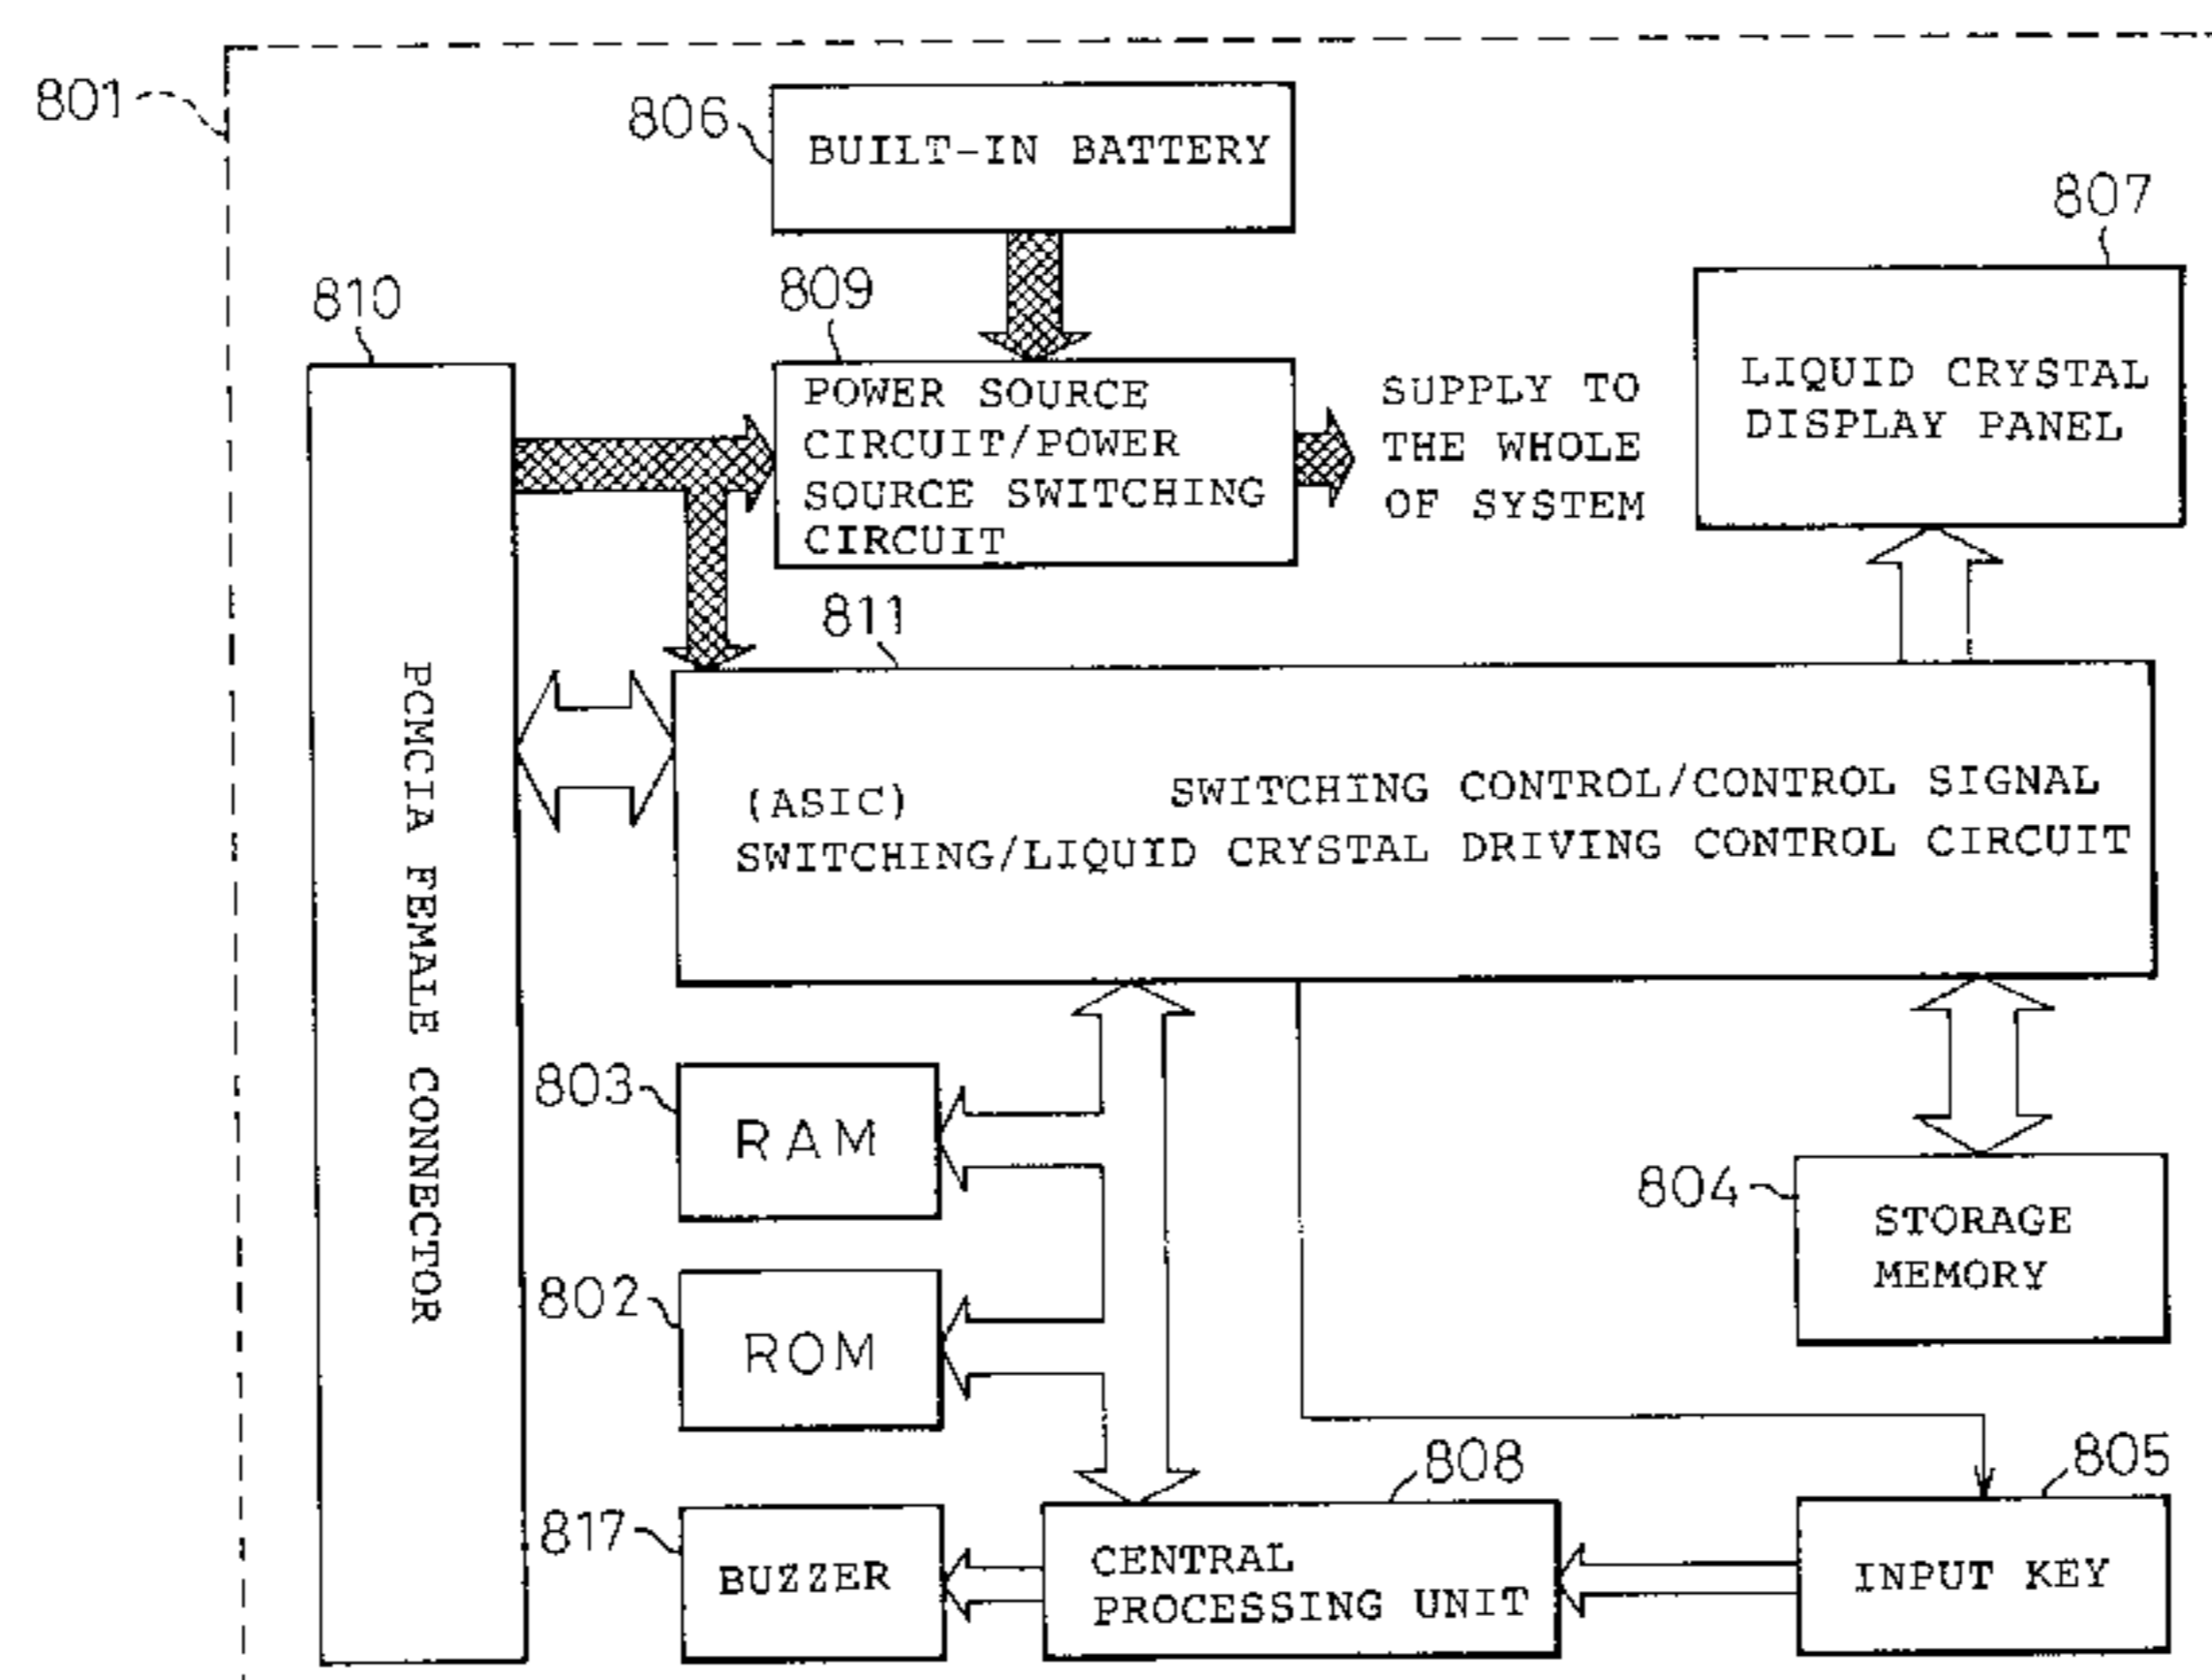 801
806
BUILT-IN BATTERY
807
810
809
POWER SOURCE
CIRCUIT/POWER
SOURCE SWITCHING
CIRCUIT
SUPPLY TO
THE WHOLE
OF SYSTEM
LIQUID CRYSTAL
DISPLAY PANEL
811
PCMCIA FEMALE CONNECTOR
(ASIC) SWITCHING CONTROL/CONTROL SIGNAL
SWITCHING/LIQUID CRYSTAL DRIVING CONTROL CIRCUIT
803
RAM
804
STORAGE
MEMORY
802
ROM
808
805
817
BUZZER
CENTRAL
PROCESSING UNIT
INPUT KEY